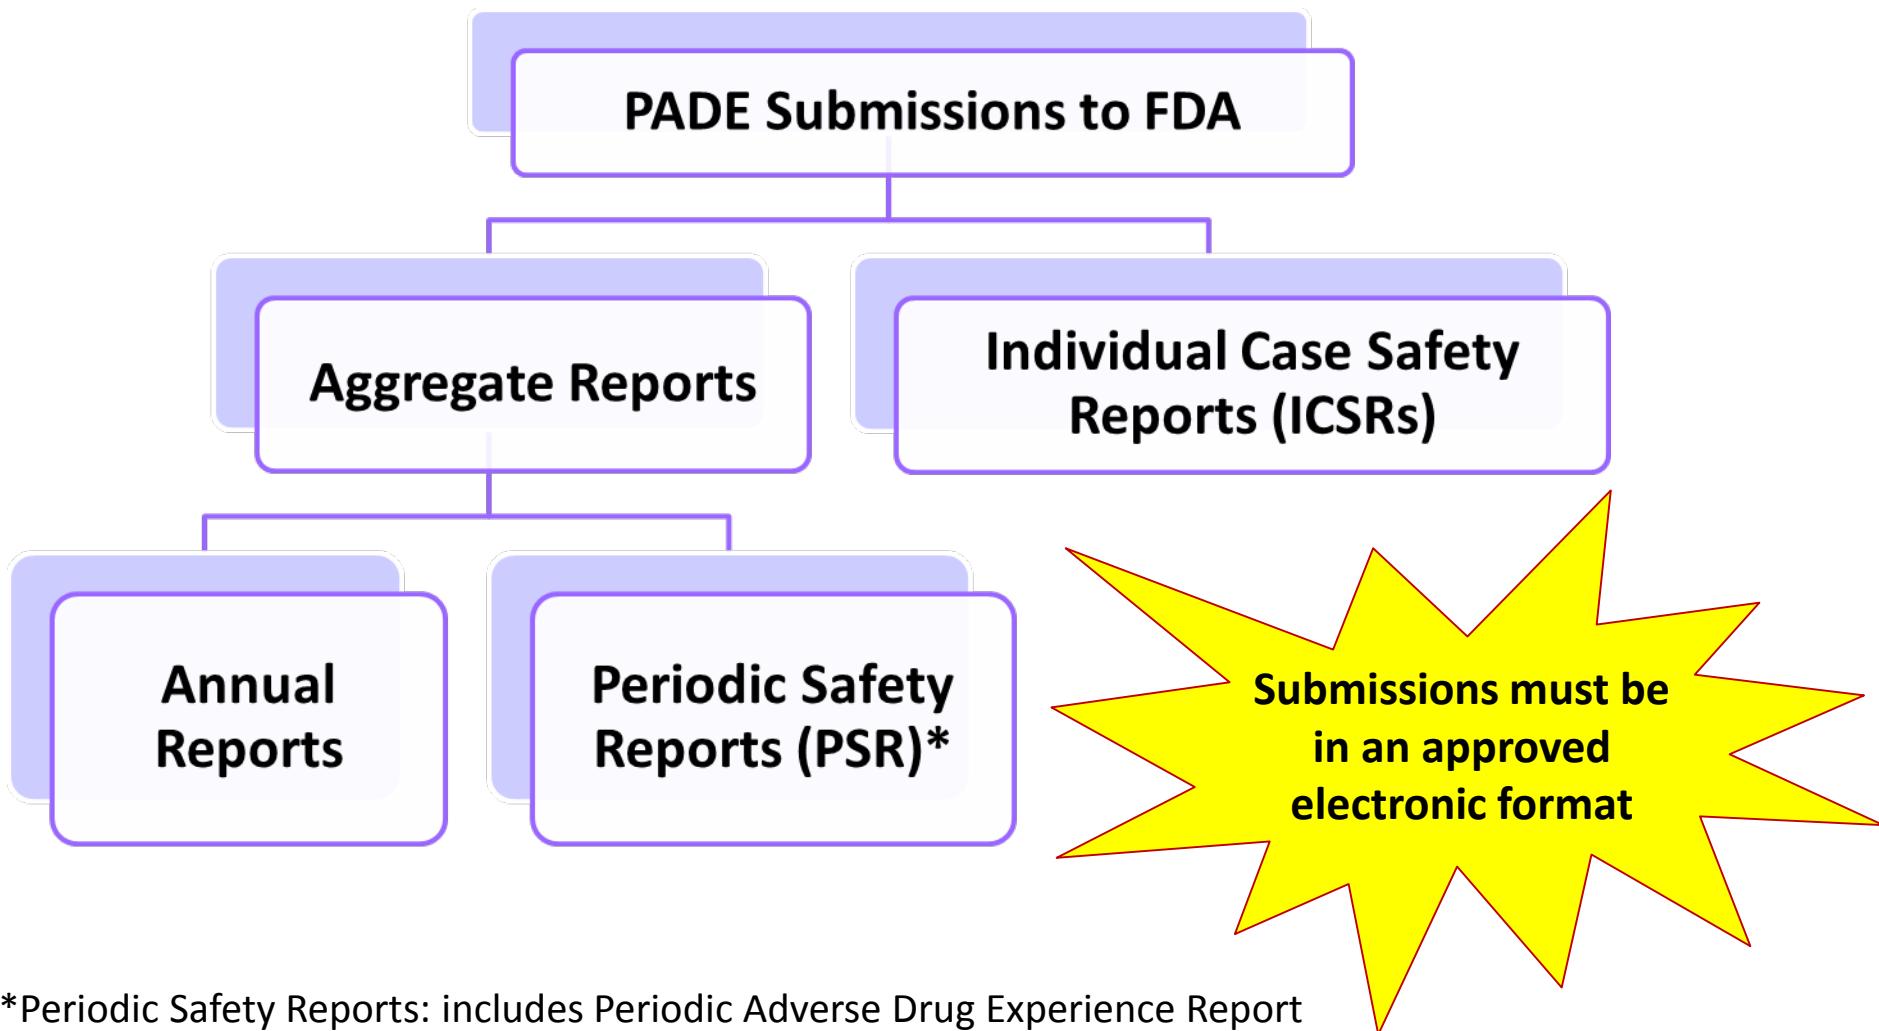 PADE Submissions to FDA
Aggregate Reports
Individual Case Safety
Reports (ICSRs)
Annual
Reports
Periodic Safety
Reports (PSR)*
Submissions must be
in an approved
electronic format
*Periodic Safety Reports: includes Periodic Adverse Drug Experience Report